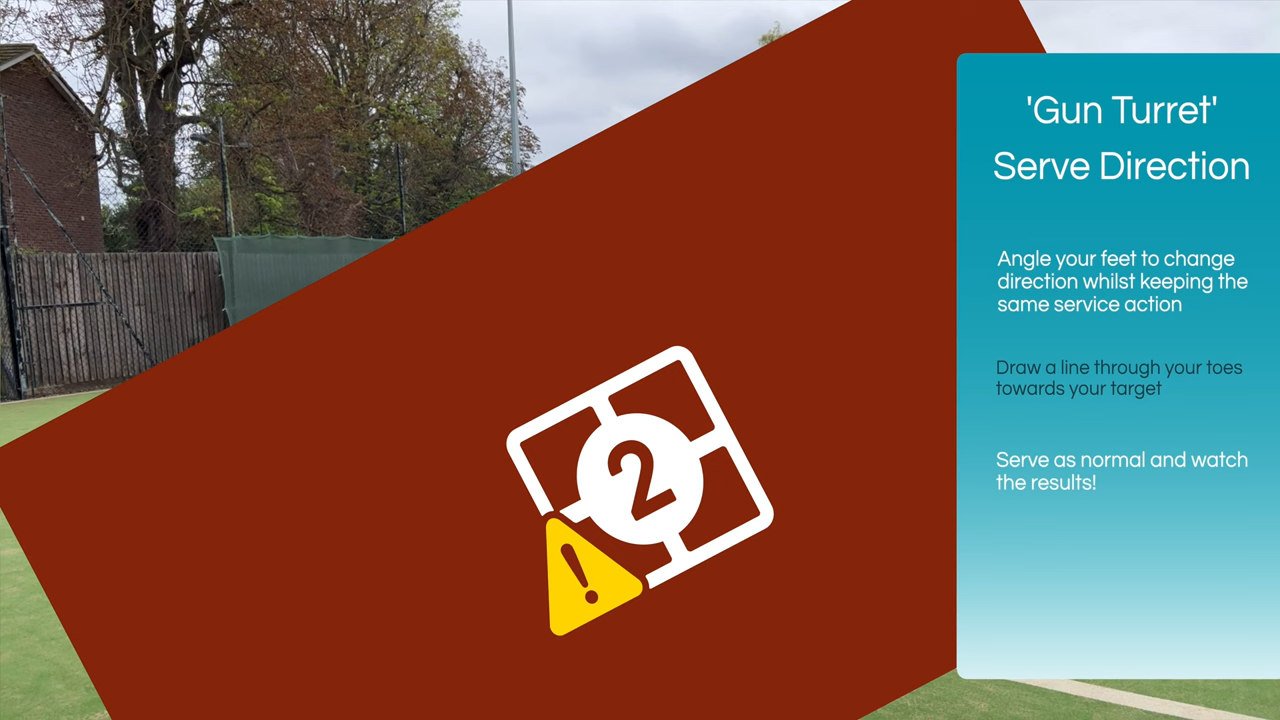 'Gun Turret'
Serve Direction
Angle your feet to change
direction whilst keeping the
same service action
Draw a line through your toes
towards your target
Serve as normal and watch
the results!
2
!